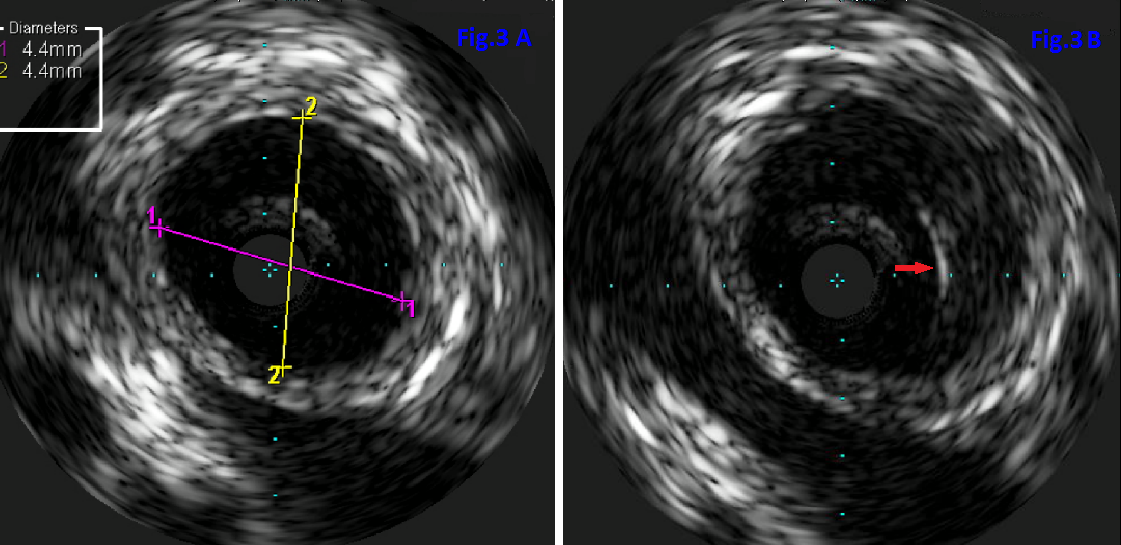 Diameters
1 4.4mm
2 4.4mm
Fig.3 A
2
1
1
2
Fig.3 B